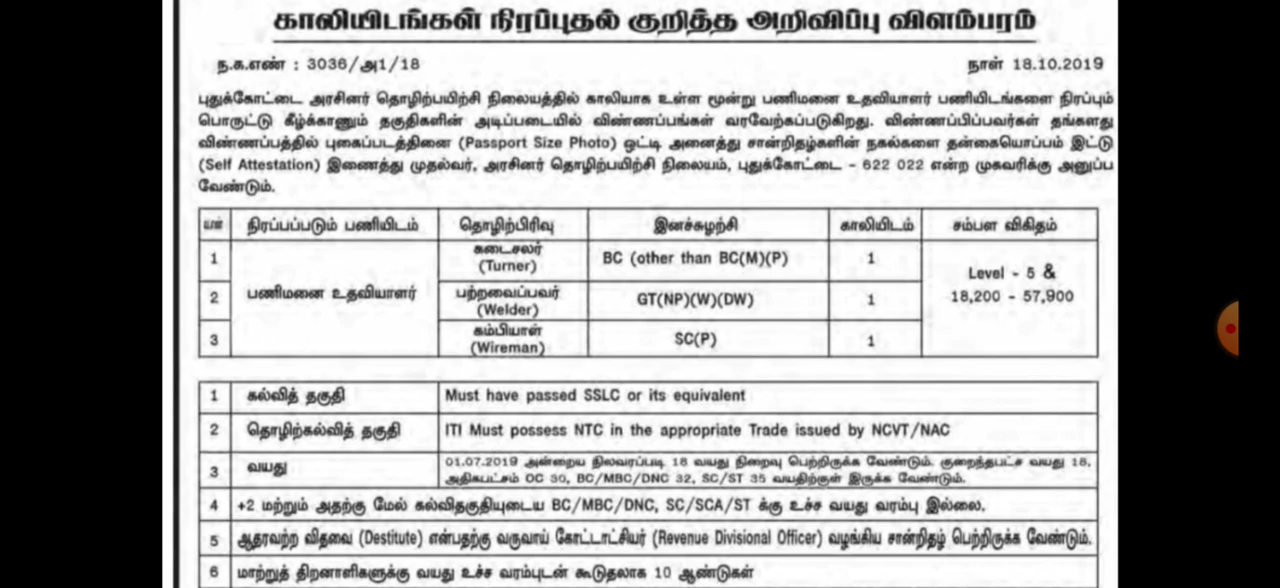 காலியிடங்கள் நிரப்புதல் குறித்த அறிவிப்பு விளம்பரம்
ந.க.எண் : 3036/அ1/18 நாள் 18.10.2019
புதுக்கோட்டை அரசினர் தொழிற்பயிற்சி நிலையத்தில் காலியாக உள்ள மூன்று பணிமனை உதவியாளர் பணியிடங்களை நிரப்பும்
பொருட்டு கீழ்க்காணும் தகுதிகளின் அடிப்படையில் விண்ணப்பங்கள் வரவேற்கப்படுகிறது. விண்ணப்பிப்பவர்கள் தங்களது
விண்ணப்பத்தில் புகைப்படத்தினை (Passport Size Photo) ஒட்டி அனைத்து சான்றிதழ்களின் நகல்களை தன்கையொப்பம் இட்டு
(Self Attestation) இணைத்து முதல்வர், அரசினர் தொழிற்பயிற்சி நிலையம், புதுக்கோட்டை - 622 022 என்ற முகவரிக்கு அனுப்ப
வேண்டும்.
நிரப்பப்படும் பணியிடம் தொழிற்பிரிவு இனச்சுழற்சி காலியிடம் சம்பள விகிதம்
1 கடைசலர் (Turner) BC (other than BC(M)(P) 1
பணிமனை உதவியாளர்
Level - 5 &
18,200 - 57,900
2 பற்றவைப்பவர் (Welder) GT(NP)(W)(DW) 1
3 கம்பியாள் (Wireman) SC(P) 1
1 கல்வித் தகுதி Must have passed SSLC or its equivalent
2 தொழிற்கல்வித் தகுதி ITI Must possess NTC in the appropriate Trade issued by NCVT/NAC
3 வயது 01.07.2019 அன்றைய நிலவரப்படி 18 வயது நிறைவு பெற்றிருக்க வேண்டும். குறைந்தபட்ச வயது 18,
அதிகபட்சம் OC 30, BC/MBC/DNC 32, SC/ST 35 வயதிற்குள் இருக்க வேண்டும்.
4 +2 மற்றும் அதற்கு மேல் கல்விதகுதியுடைய BC/MBC/DNC, SC/SCA/ST க்கு உச்ச வயது வரம்பு இல்லை.
5 ஆதரவற்ற விதவை (Destitute) என்பதற்கு வருவாய் கோட்டாட்சியர் (Revenue Divisional Officer) வழங்கிய சான்றிதழ் பெற்றிருக்க வேண்டும்.
6 மாற்றுத் திறனாளிகளுக்கு வயது உச்ச வரம்புடன் கூடுதலாக 10 ஆண்டுகள்